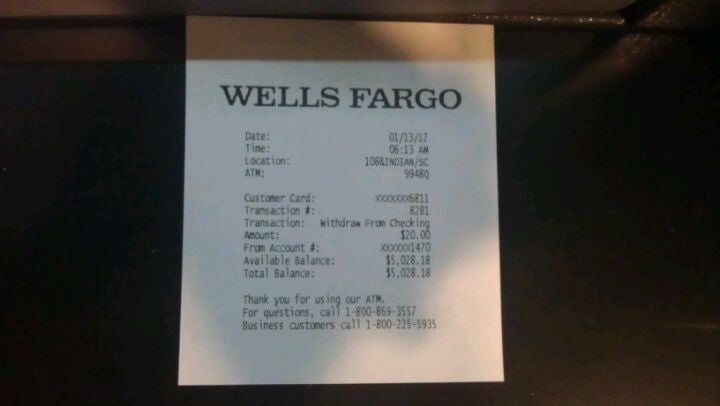 WELLS FARGO
Date: 01/13/12
Time: 06:13 AM
Location: 108&INDIAN/SC
ATM: 9948Q
Customer Card: XXXXXXX6811
Transaction #: 8281
Transaction: Withdraw From Checking
Amount: $20.00
From Account #: XXXXXX1470
Available Balance: $5,028.18
Total Balance: $5,028.18
Thank you for using our ATM.
For questions, call 1-800-869-3557
Business customers call 1-800-225-5935